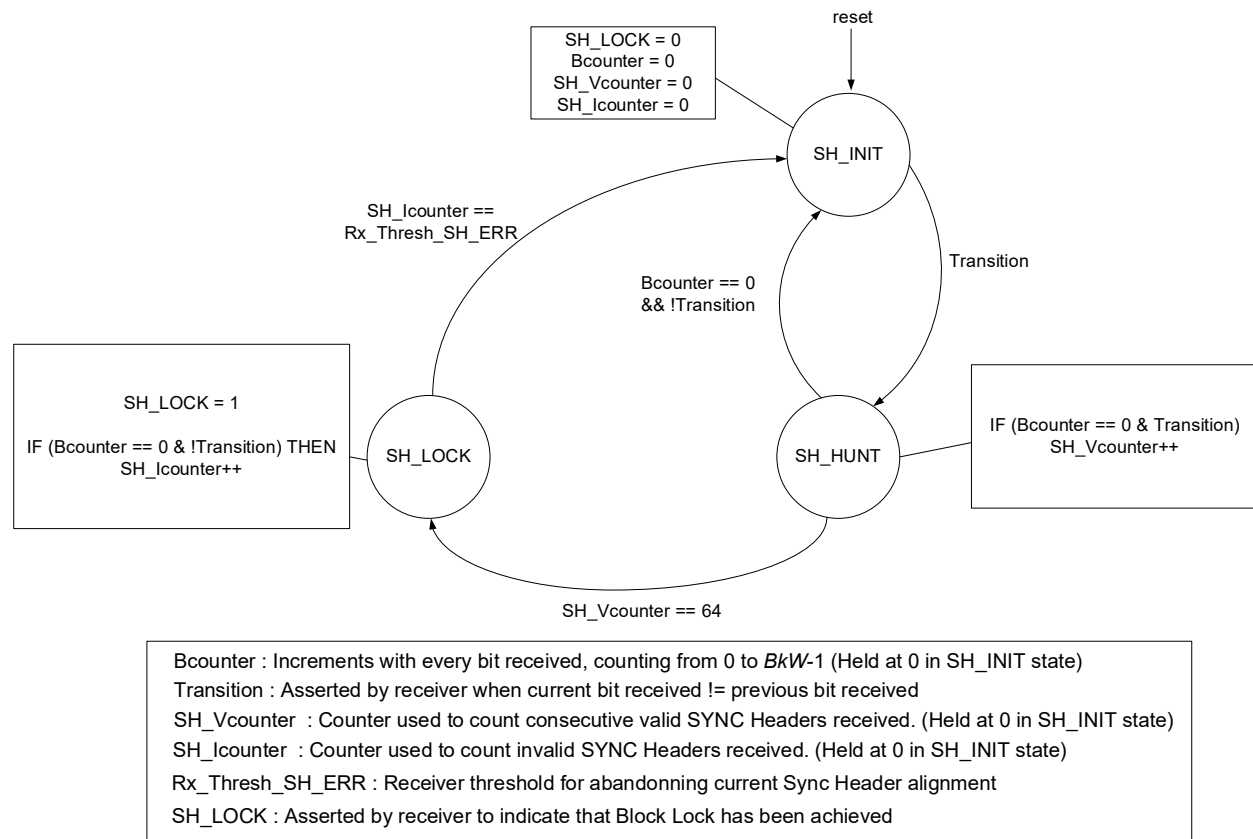 reset
SH_LOCK = 0
Bcounter = 0
SH_Vcounter = 0
SH_Icounter = 0
SH_INIT
SH_Icounter ==
Rx_Thresh_SH_ERR
Bcounter == 0
&& !Transition
Transition
SH_LOCK = 1
IF (Bcounter == 0 & !Transition) THEN
SH_Icounter++
SH_LOCK
SH_HUNT
IF (Bcounter == 0 & Transition)
SH_Vcounter++
SH_Vcounter == 64
Bcounter : Increments with every bit received, counting from 0 to BkW-1 (Held at 0 in SH_INIT state)
Transition : Asserted by receiver when current bit received != previous bit received
SH_Vcounter : Counter used to count consecutive valid SYNC Headers received. (Held at 0 in SH_INIT state)
SH_Icounter : Counter used to count invalid SYNC Headers received. (Held at 0 in SH_INIT state)
Rx_Thresh_SH_ERR : Receiver threshold for abandonning current Sync Header alignment
SH_LOCK : Asserted by receiver to indicate that Block Lock has been achieved